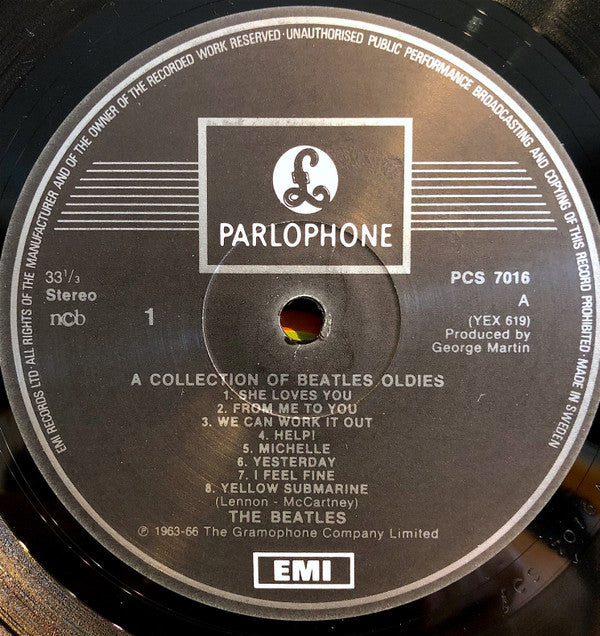 EMI RECORDS LTD · ALL RIGHTS OF THE MANUFACTURER AND OF THE OWNER OF THE RECORDED WORK RESERVED · UNAUTHORISED PUBLIC PERFORMANCE BROADCASTING AND COPYING OF THIS RECORD PROHIBITED · MADE IN SWEDEN
£
PARLOPHONE
33¹/₃
Stereo
ncb
1
PCS 7016
A
(YEX 619)
Produced by
George Martin
A COLLECTION OF BEATLES OLDIES
1. SHE LOVES YOU
2. FROM ME TO YOU
3. WE CAN WORK IT OUT
4. HELP!
5. MICHELLE
6. YESTERDAY
7. I FEEL FINE
8. YELLOW SUBMARINE
(Lennon - McCartney)
THE BEATLES
℗ 1963-66 The Gramophone Company Limited
EMI